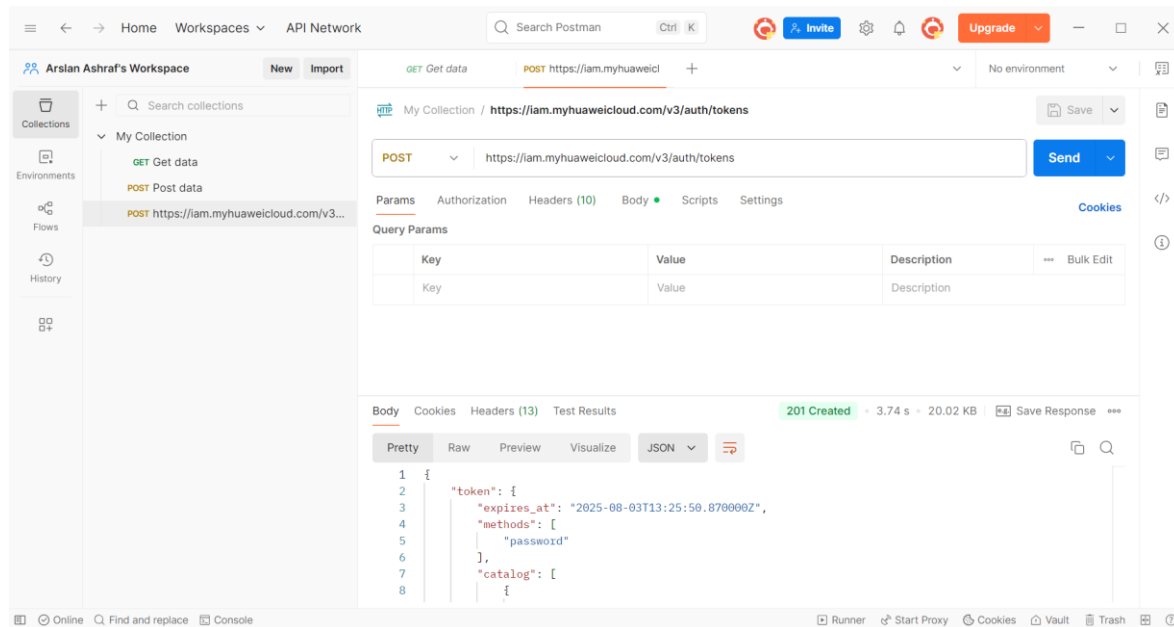 Home Workspaces API Network Search Postman Ctrl K Invite Upgrade
Arslan Ashraf's Workspace New Import GET Get data POST https://iam.myhuaweicl No environment
Collections
Search collections
HTTP My Collection / https://iam.myhuaweicloud.com/v3/auth/tokens Save
My Collection
POST https://iam.myhuaweicloud.com/v3/auth/tokens Send
Environments
GET Get data
POST Post data
Params Authorization Headers (10) Body Scripts Settings Cookies
POST https://iam.myhuaweicloud.com/v3...
Flows
Query Params
Key Value Description Bulk Edit
History
Key Value Description
Body Cookies Headers (13) Test Results 201 Created 3.74 s 20.02 KB e.g. Save Response
Pretty Raw Preview Visualize JSON
1 {
2 "token": {
3 "expires_at": "2025-08-03T13:25:50.870000Z",
4 "methods": [
5 "password"
6 ],
7 "catalog": [
8 {
Online Find and replace Console Runner Start Proxy Cookies Vault Trash